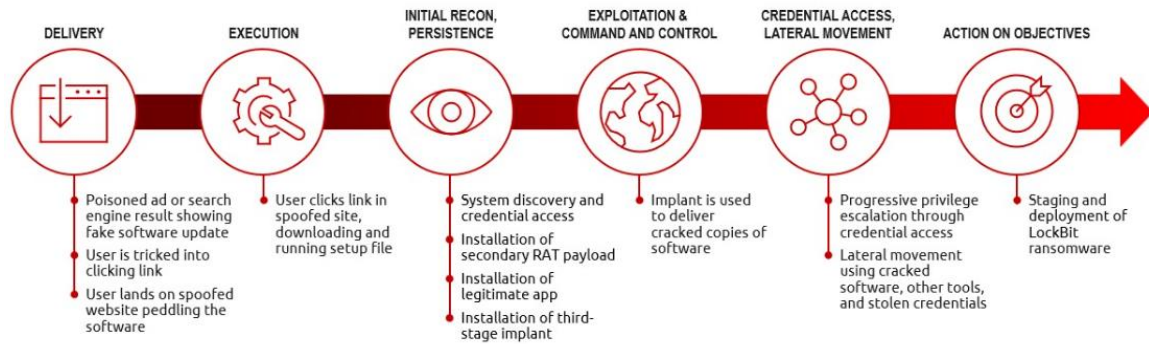 DELIVERY
Poisoned ad or search
engine result showing
fake software update
User is tricked into
clicking link
User lands on spoofed
website peddling the
software
EXECUTION
User clicks link in
spoofed site,
downloading and
running setup file
INITIAL RECON,
PERSISTENCE
System discovery and
credential access
Installation of
secondary RAT payload
Installation of
legitimate app
Installation of third-
stage implant
EXPLOITATION &
COMMAND AND CONTROL
Implant is used
to deliver
cracked copies of
software
CREDENTIAL ACCESS,
LATERAL MOVEMENT
Progressive privilege
escalation through
credential access
Lateral movement
using cracked
software, other tools,
and stolen credentials
ACTION ON OBJECTIVES
Staging and
deployment of
LockBit
ransomware